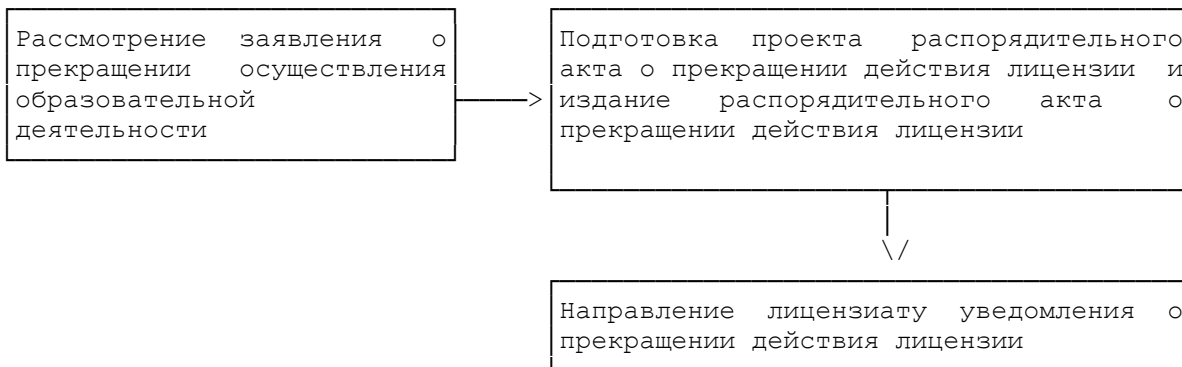 Рассмотрение заявления о
прекращении осуществления
образовательной
деятельности
Подготовка проекта распорядительного
акта о прекращении действия лицензии и
издание распорядительного акта о
прекращении действия лицензии
Направление лицензиату уведомления о
прекращении действия лицензии